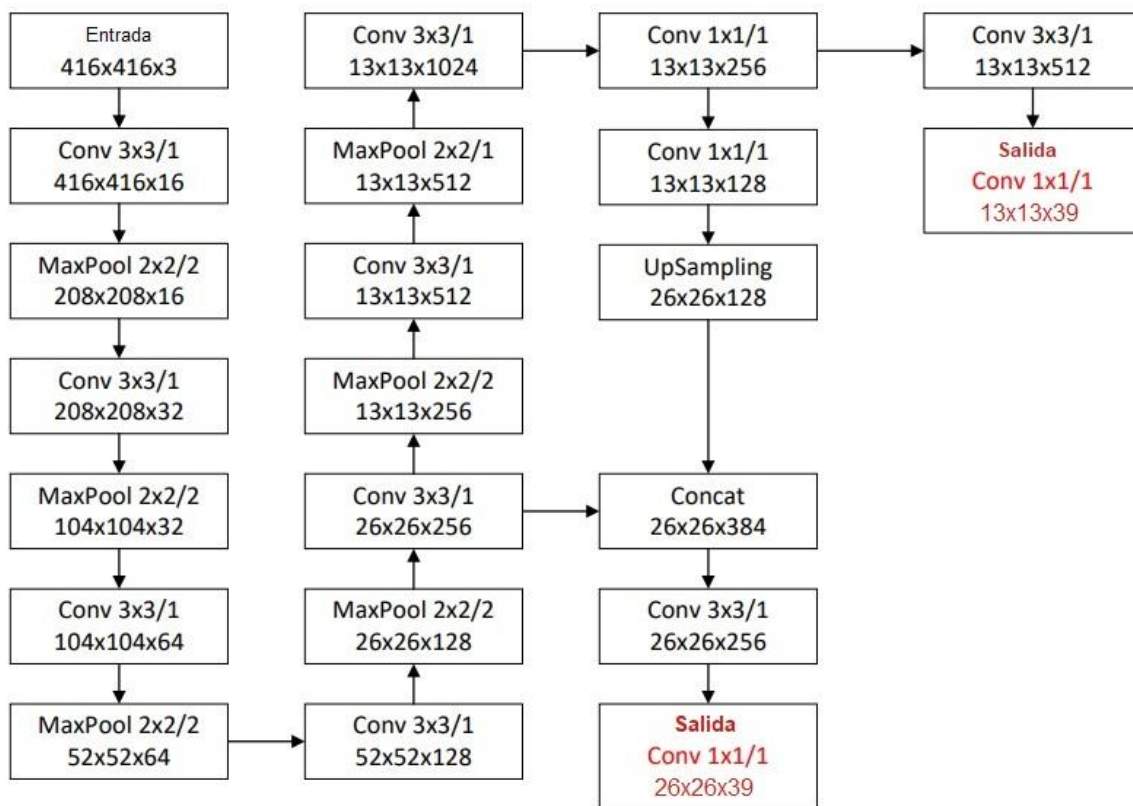 Entrada
416x416x3
Conv 3x3/1
416x416x16
MaxPool 2x2/2
208x208x16
Conv 3x3/1
208x208x32
MaxPool 2x2/2
104x104x32
Conv 3x3/1
104x104x64
MaxPool 2x2/2
52x52x64
Conv 3x3/1
13x13x1024
MaxPool 2x2/1
13x13x512
Conv 3x3/1
13x13x512
MaxPool 2x2/2
13x13x256
Conv 3x3/1
26x26x256
MaxPool 2x2/2
26x26x128
Conv 3x3/1
52x52x128
Conv 1x1/1
13x13x256
Conv 1x1/1
13x13x128
UpSampling
26x26x128
Concat
26x26x384
Conv 3x3/1
26x26x256
Salida
Conv 1x1/1
26x26x39
Conv 3x3/1
13x13x512
Salida
Conv 1x1/1
13x13x39